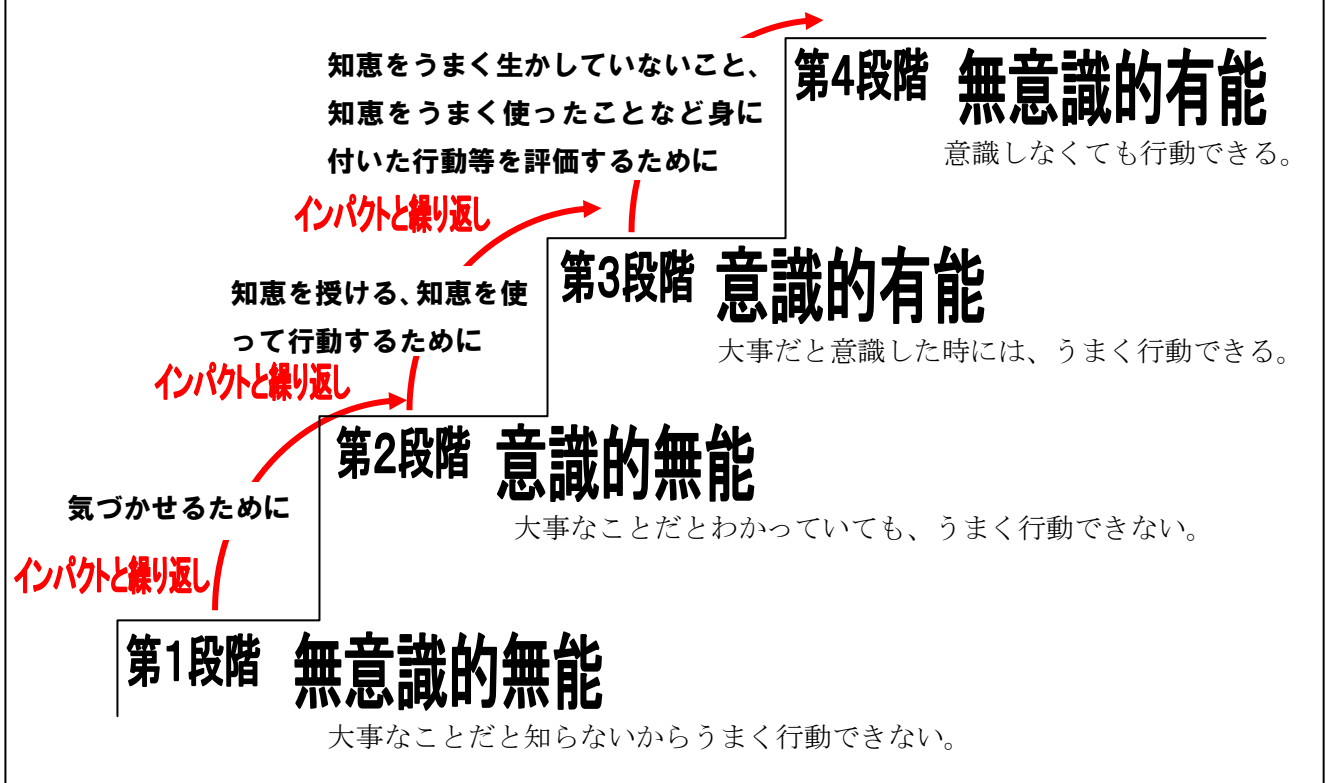 知恵をうまく生かしていないこと、
知恵をうまく使ったことなど身に
付いた行動等を評価するために
インパクトと繰り返し
第4段階 無意識的有能
意識しなくても行動できる。
知恵を授ける、知恵を使
って行動するために
インパクトと繰り返し
第3段階 意識的有能
大事だと意識した時には、うまく行動できる。
気づかせるために
インパクトと繰り返し
第2段階 意識的無能
大事なことだとわかっていても、うまく行動できない。
第1段階 無意識的無能
大事なことだと知らないからうまく行動できない。